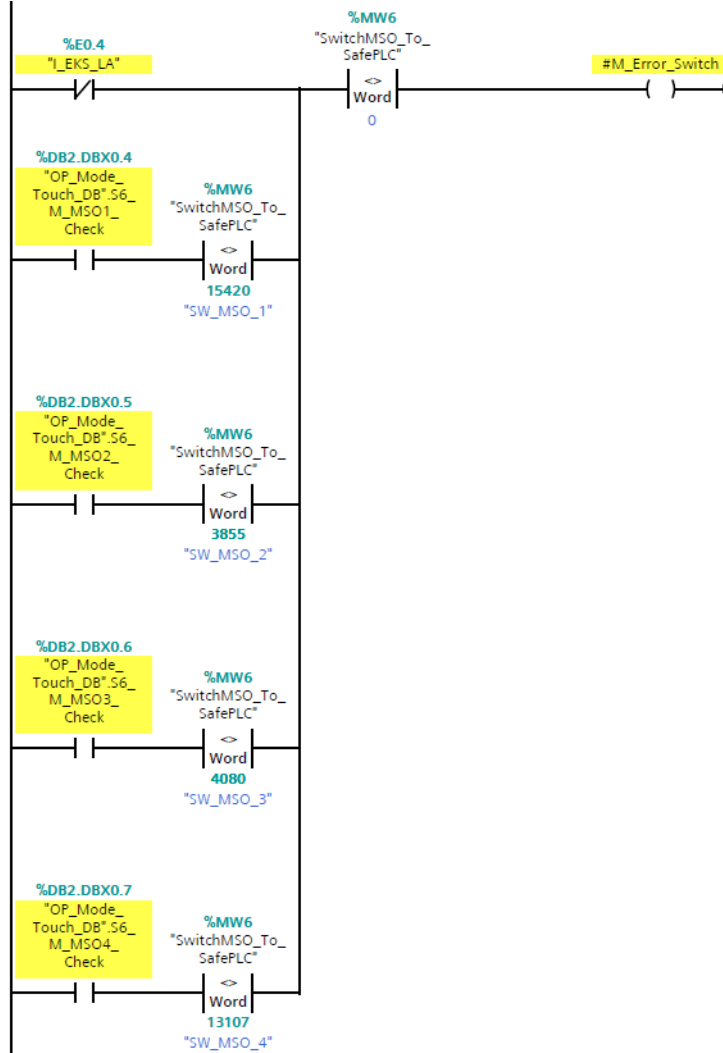 %MW6
"SwitchMSO_To_
SafePLC"
<>
Word
0
%E0.4
"I_EKS_LA"
#M_Error_Switch
%DB2.DBX0.4
"OP_Mode_
Touch_DB".S6_
M_MSO1_
Check
%MW6
"SwitchMSO_To_
SafePLC"
<>
Word
15420
"SW_MSO_1"
%DB2.DBX0.5
"OP_Mode_
Touch_DB".S6_
M_MSO2_
Check
%MW6
"SwitchMSO_To_
SafePLC"
<>
Word
3855
"SW_MSO_2"
%DB2.DBX0.6
"OP_Mode_
Touch_DB".S6_
M_MSO3_
Check
%MW6
"SwitchMSO_To_
SafePLC"
<>
Word
4080
"SW_MSO_3"
%DB2.DBX0.7
"OP_Mode_
Touch_DB".S6_
M_MSO4_
Check
%MW6
"SwitchMSO_To_
SafePLC"
<>
Word
13107
"SW_MSO_4"